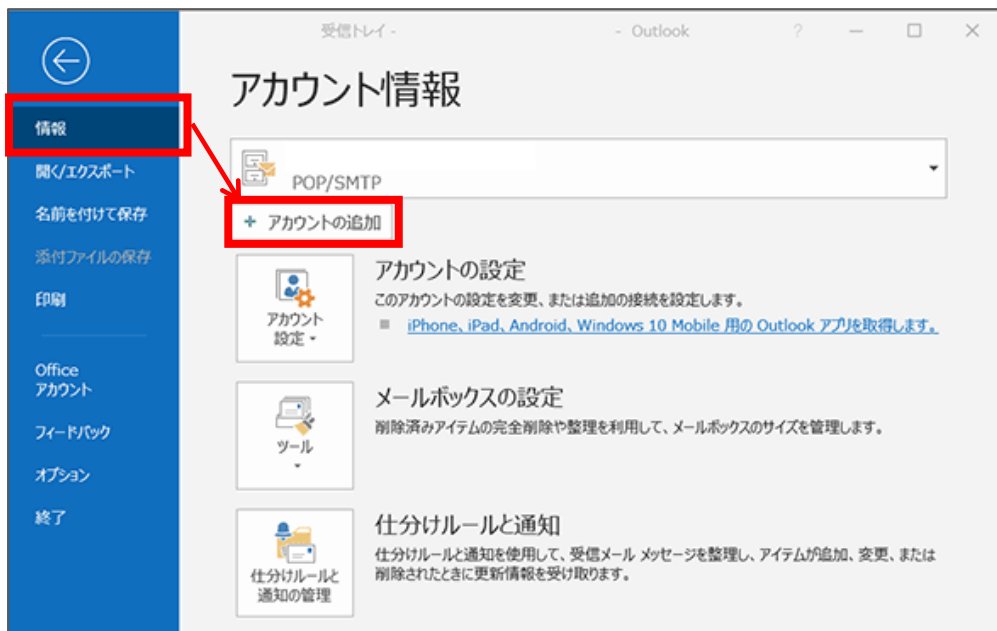 受信トレイ - - Outlook ?
アカウント情報
情報
開く/エクスポート
名前を付けて保存
添付ファイルの保存
印刷
Office
アカウント
フィードバック
オプション
終了
POP/SMTP
+ アカウントの追加
アカウント
設定
アカウントの設定
このアカウントの設定を変更、または追加の接続を設定します。
iPhone、iPad、Android、Windows 10 Mobile 用の Outlook アプリを取得します。
ツール
メールボックスの設定
削除済みアイテムの完全削除や整理を利用して、メールボックスのサイズを管理します。
仕分けルールと
通知の管理
仕分けルールと通知
仕分けルールと通知を使用して、受信メール メッセージを整理し、アイテムが追加、変更、または
削除されたときに更新情報を受け取ります。